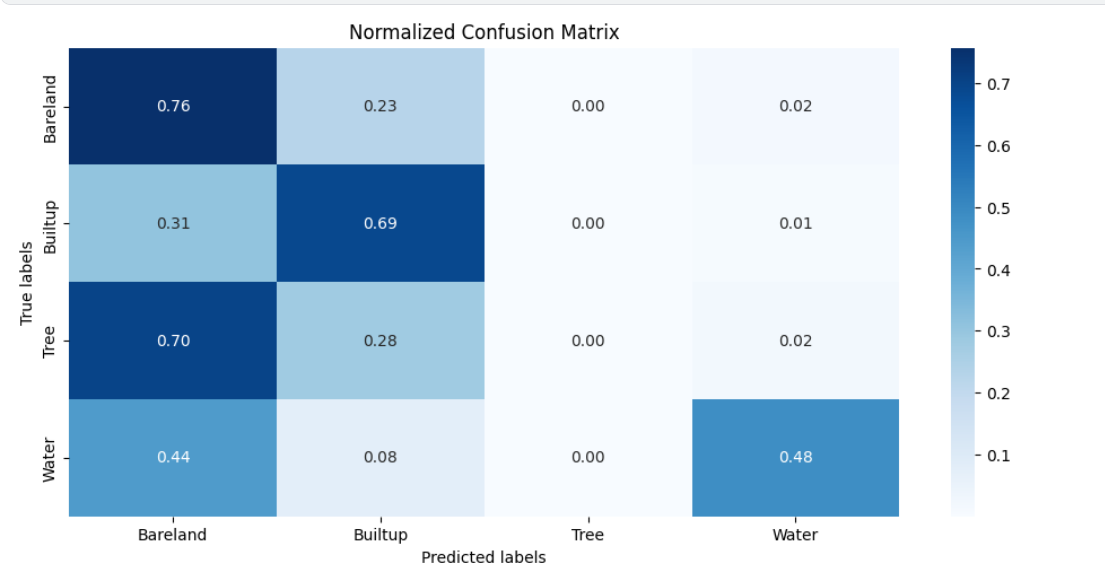 Normalized Confusion Matrix
True labels
Bareland
0.76
0.23
0.00
0.02
Builtup
0.31
0.69
0.00
0.01
Tree
0.70
0.28
0.00
0.02
Water
0.44
0.08
0.00
0.48
Bareland
Builtup
Tree
Water
Predicted labels
0.7
0.6
0.5
0.4
0.3
0.2
0.1